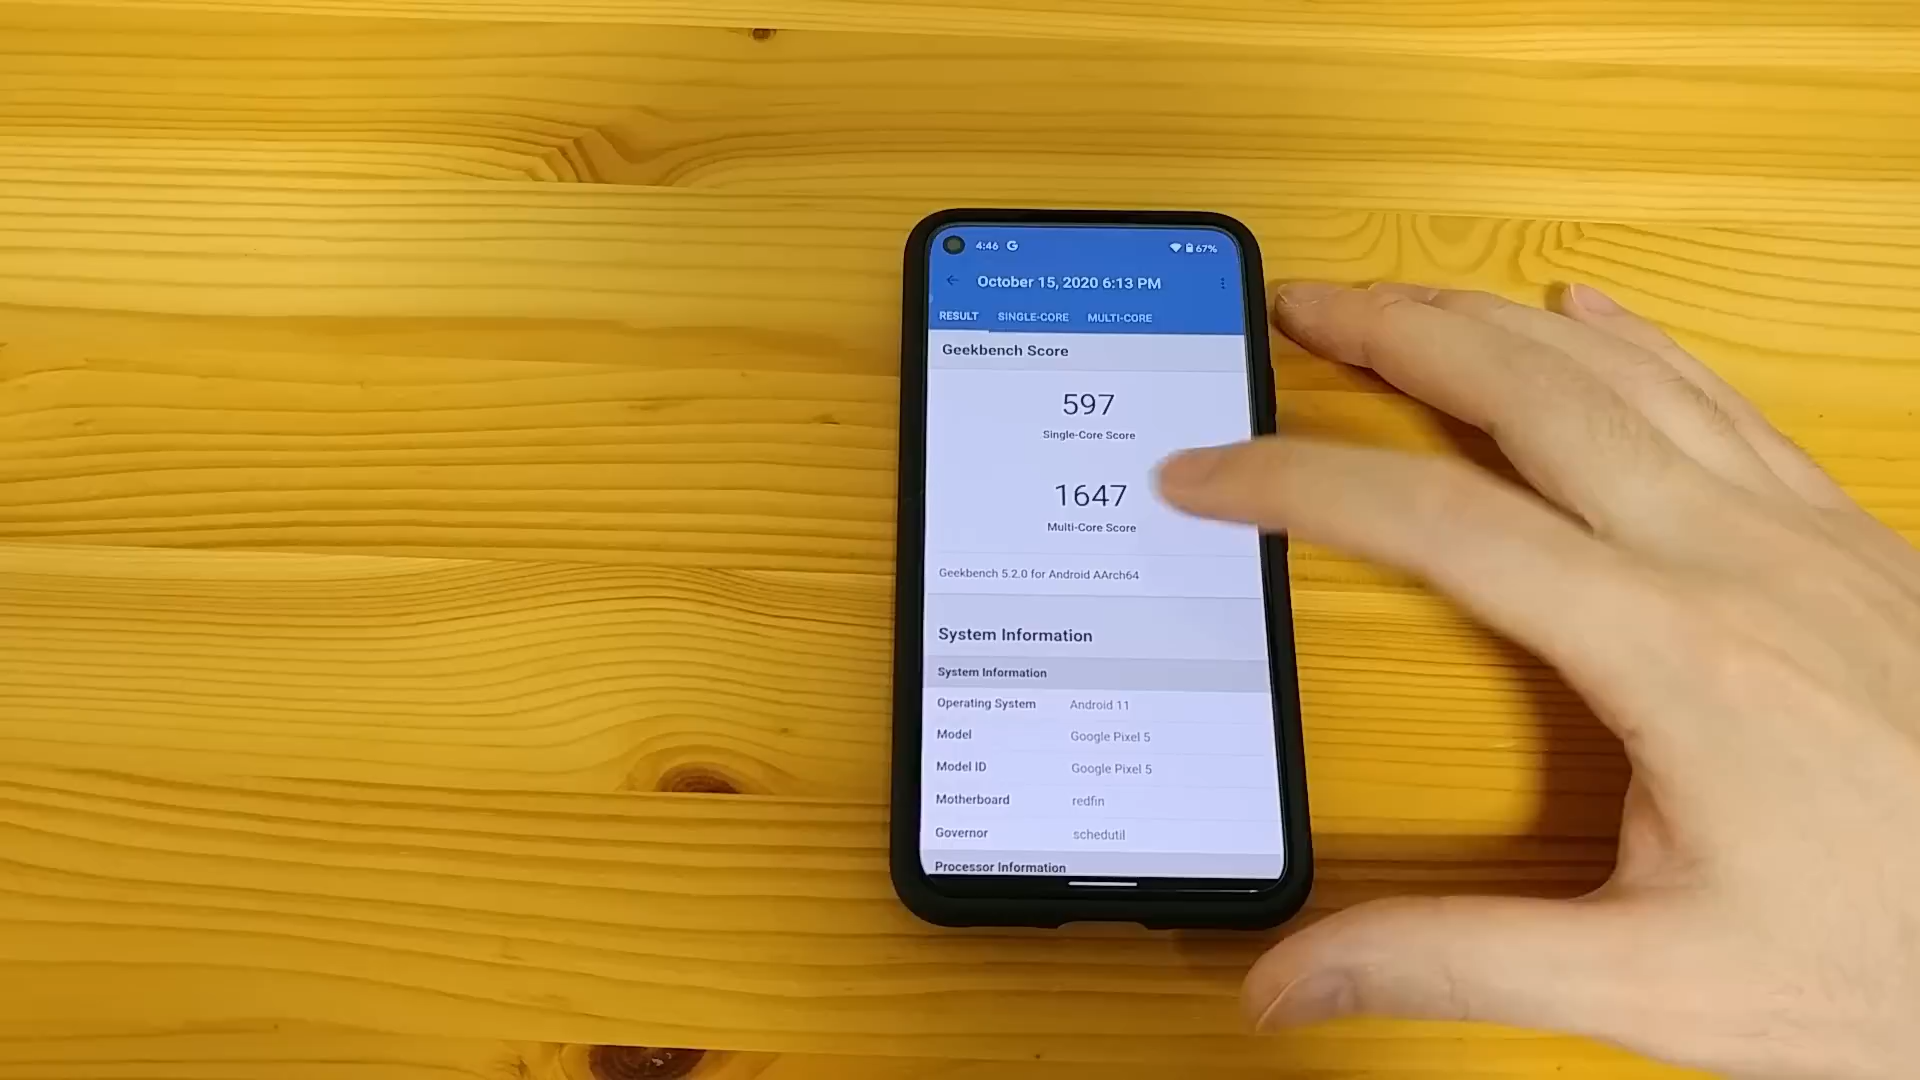 4:46 G 67%
October 15, 2020 6:13 PM
RESULT SINGLE-CORE MULTI-CORE
Geekbench Score
597
Single-Core Score
1647
Multi-Core Score
Geekbench 5.2.0 for Android AArch64
System Information
System Information
Operating System Android 11
Model Google Pixel 5
Model ID Google Pixel 5
Motherboard redfin
Governor schedutil
Processor Information